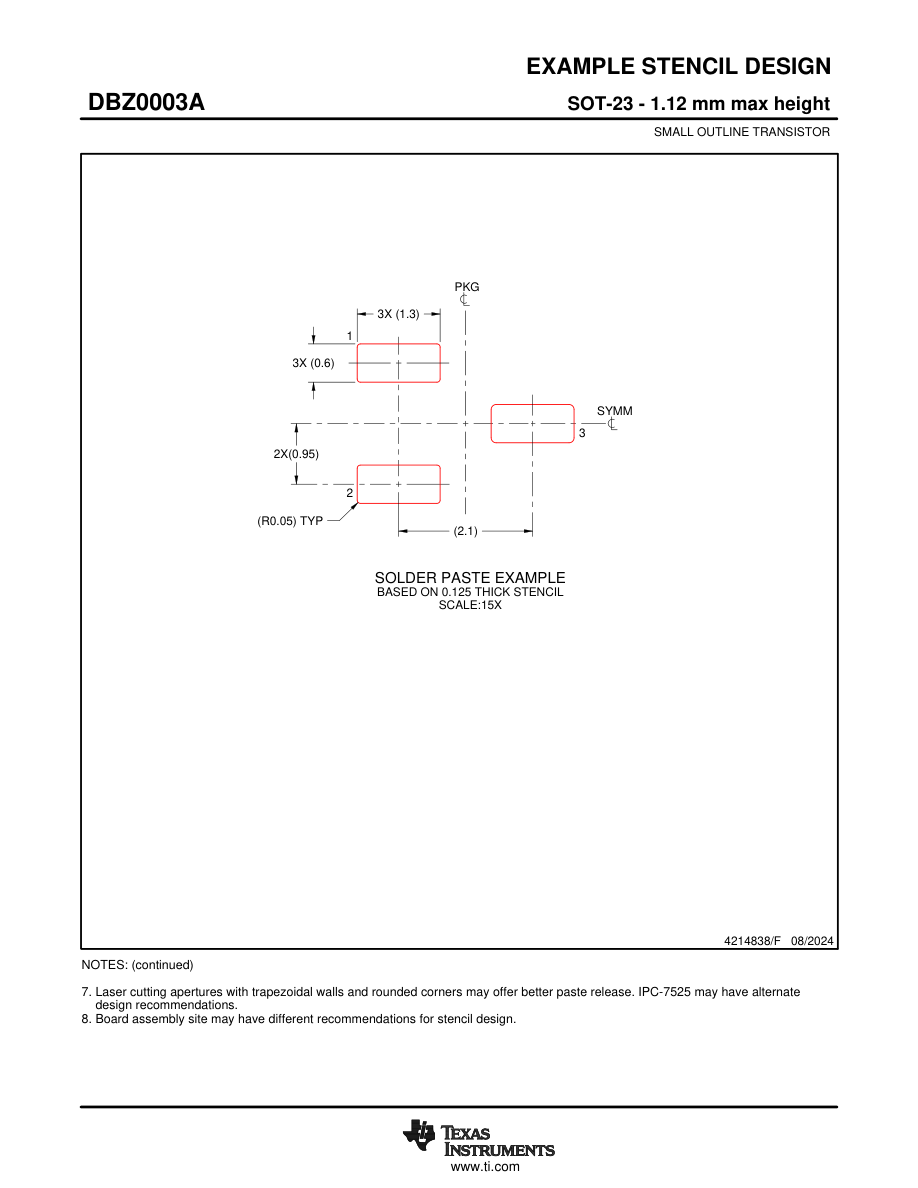 EXAMPLE STENCIL DESIGN
DBZ0003A
SOT-23 - 1.12 mm max height
SMALL OUTLINE TRANSISTOR
PKG
3X (1.3)
1
3X (0.6)
SYMM
3
2X(0.95)
2
(R0.05) TYP
(2.1)
SOLDER PASTE EXAMPLE
BASED ON 0.125 THICK STENCIL
SCALE:15X
4214838/F 08/2024
NOTES: (continued)
7. Laser cutting apertures with trapezoidal walls and rounded corners may offer better paste release. IPC-7525 may have alternate
design recommendations.
8. Board assembly site may have different recommendations for stencil design.
TEXAS
INSTRUMENTS
www.ti.com